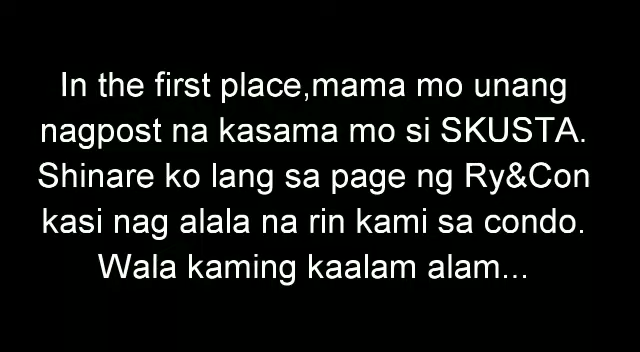 In the first place,mama mo unang
nagpost na kasama mo si SKUSTA.
Shinare ko lang sa page ng Ry&Con
kasi nag alala na rin kami sa condo.
Wala kaming kaalam alam...